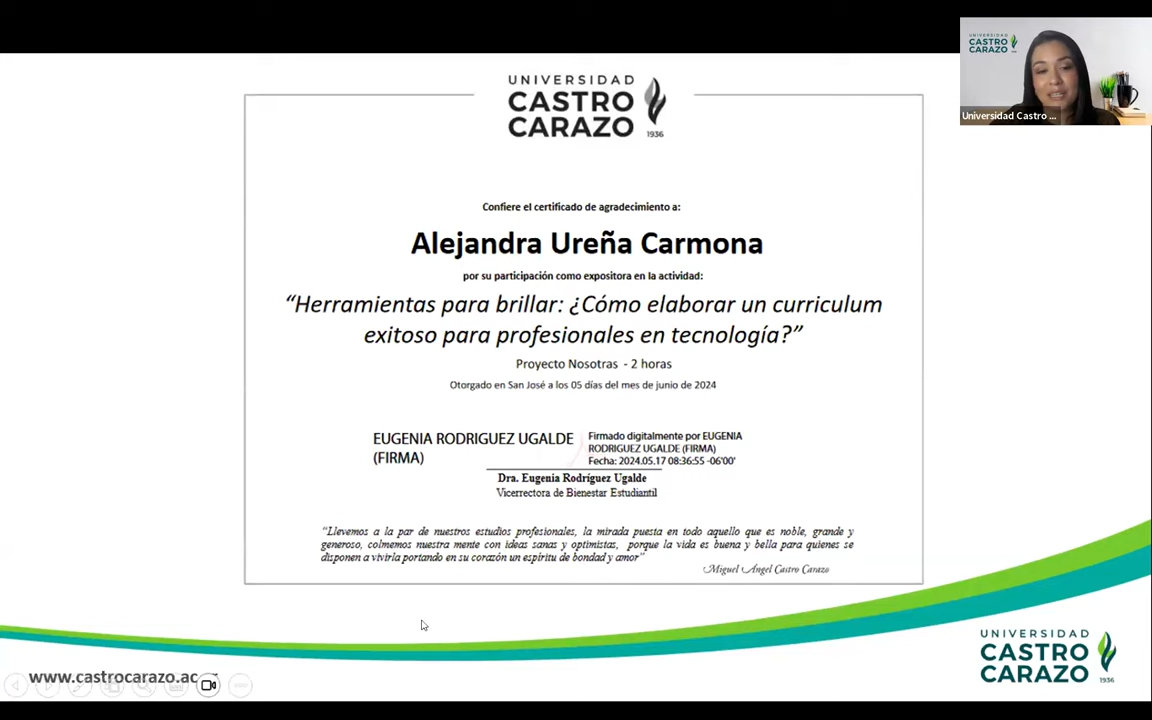 UNIVERSIDAD
CASTRO
CARAZO
Universidad Castro ...
UNIVERSIDAD
CASTRO
CARAZO
1936
Confiere el certificado de agradecimiento a:
Alejandra Ureña Carmona
por su participación como expositora en la actividad:
“Herramientas para brillar: ¿Cómo elaborar un curriculum
exitoso para profesionales en tecnología?”
Proyecto Nosotras - 2 horas
Otorgado en San José a los 05 días del mes de junio de 2024
EUGENIA RODRIGUEZ UGALDE
(FIRMA)
Firmado digitalmente por EUGENIA
RODRIGUEZ UGALDE (FIRMA)
Fecha: 2024.05.17 08:36:55 -06'00'
Dra. Eugenia Rodríguez Ugalde
Vicerrectora de Bienestar Estudiantil
“Llevemos a la par de nuestros estudios profesionales, la mirada puesta en todo aquello que es noble, grande y
generoso, colmemos nuestra mente con ideas sanas y optimistas, porque la vida es buena y bella para quienes se
disponen a vivirla portando en su corazón un espíritu de bondad y amor”
Miguel Ángel Castro Carazo
www.castrocarazo.ac
UNIVERSIDAD
CASTRO
CARAZO
1936